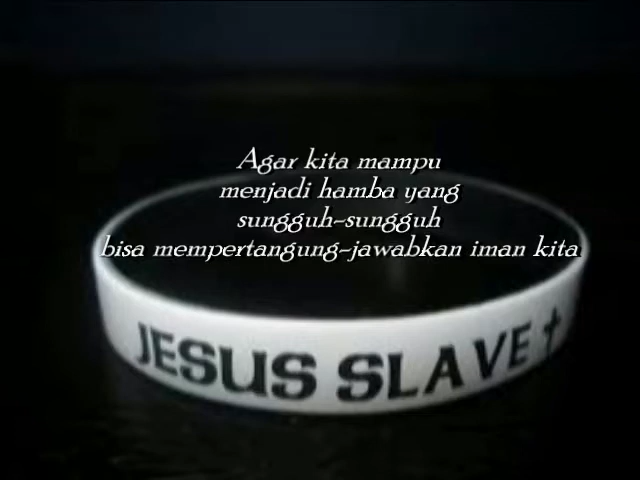 Agar kita mampu
menjadi hamba yang
sungguh-sungguh
bisa mempertangung-jawabkan iman kita
JESUS SLAVE